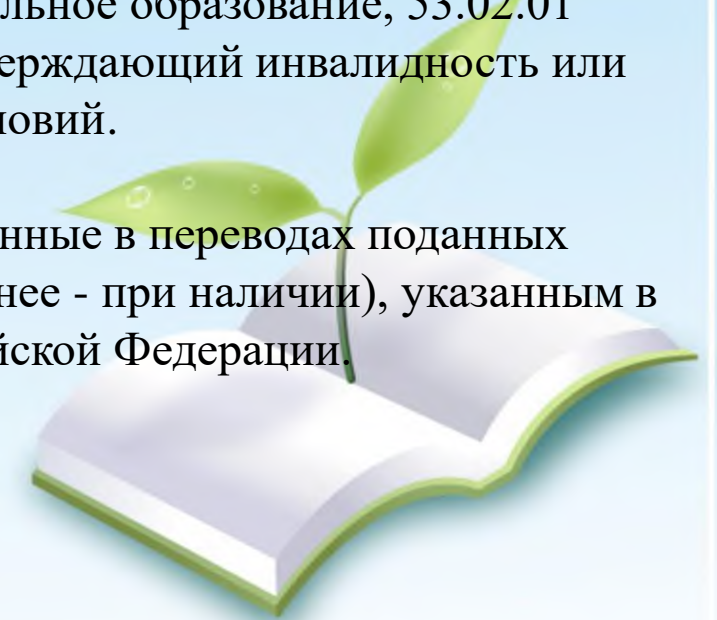 льное образование, 53.02.01
ерждающий инвалидность или
ловий.
нные в переводах поданных
нее - при наличии), указанным в
йской Федерации.